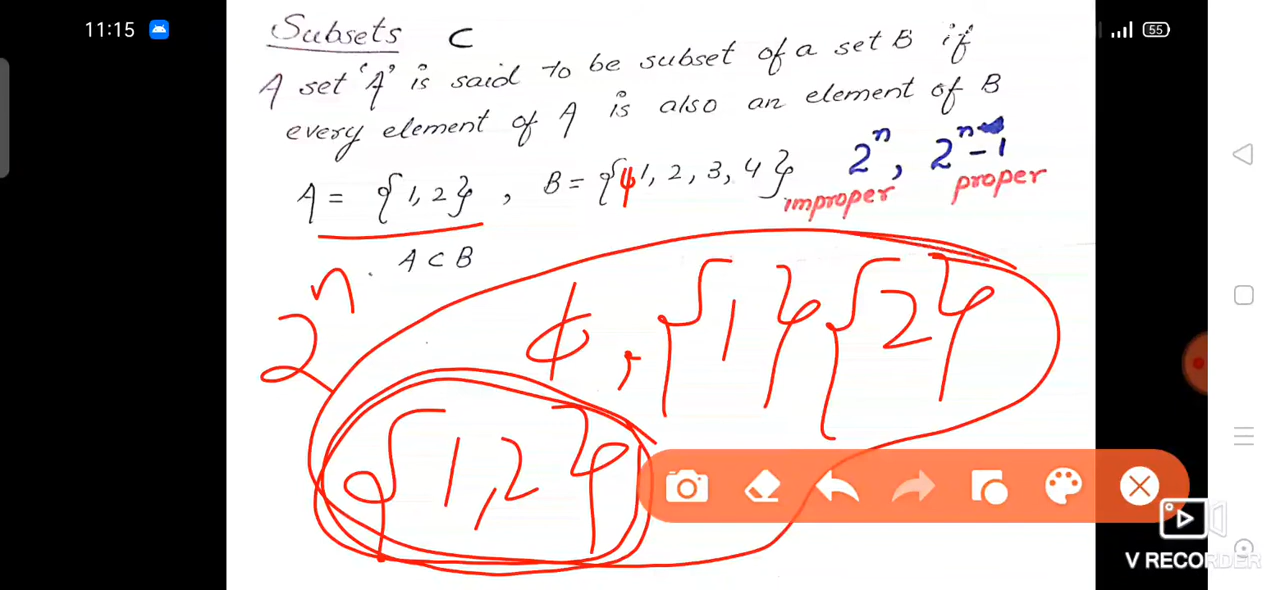 11:15
55
Subsets ⊂
A set 'A' is said to be subset of a set B if
every element of A is also an element of B
A = {1, 2} , B = {φ 1, 2, 3, 4} 2ⁿ, 2ⁿ-1
improper proper
A ⊂ B
2ⁿ
φ, {1} {2}
{1, 2}
V RECORDER